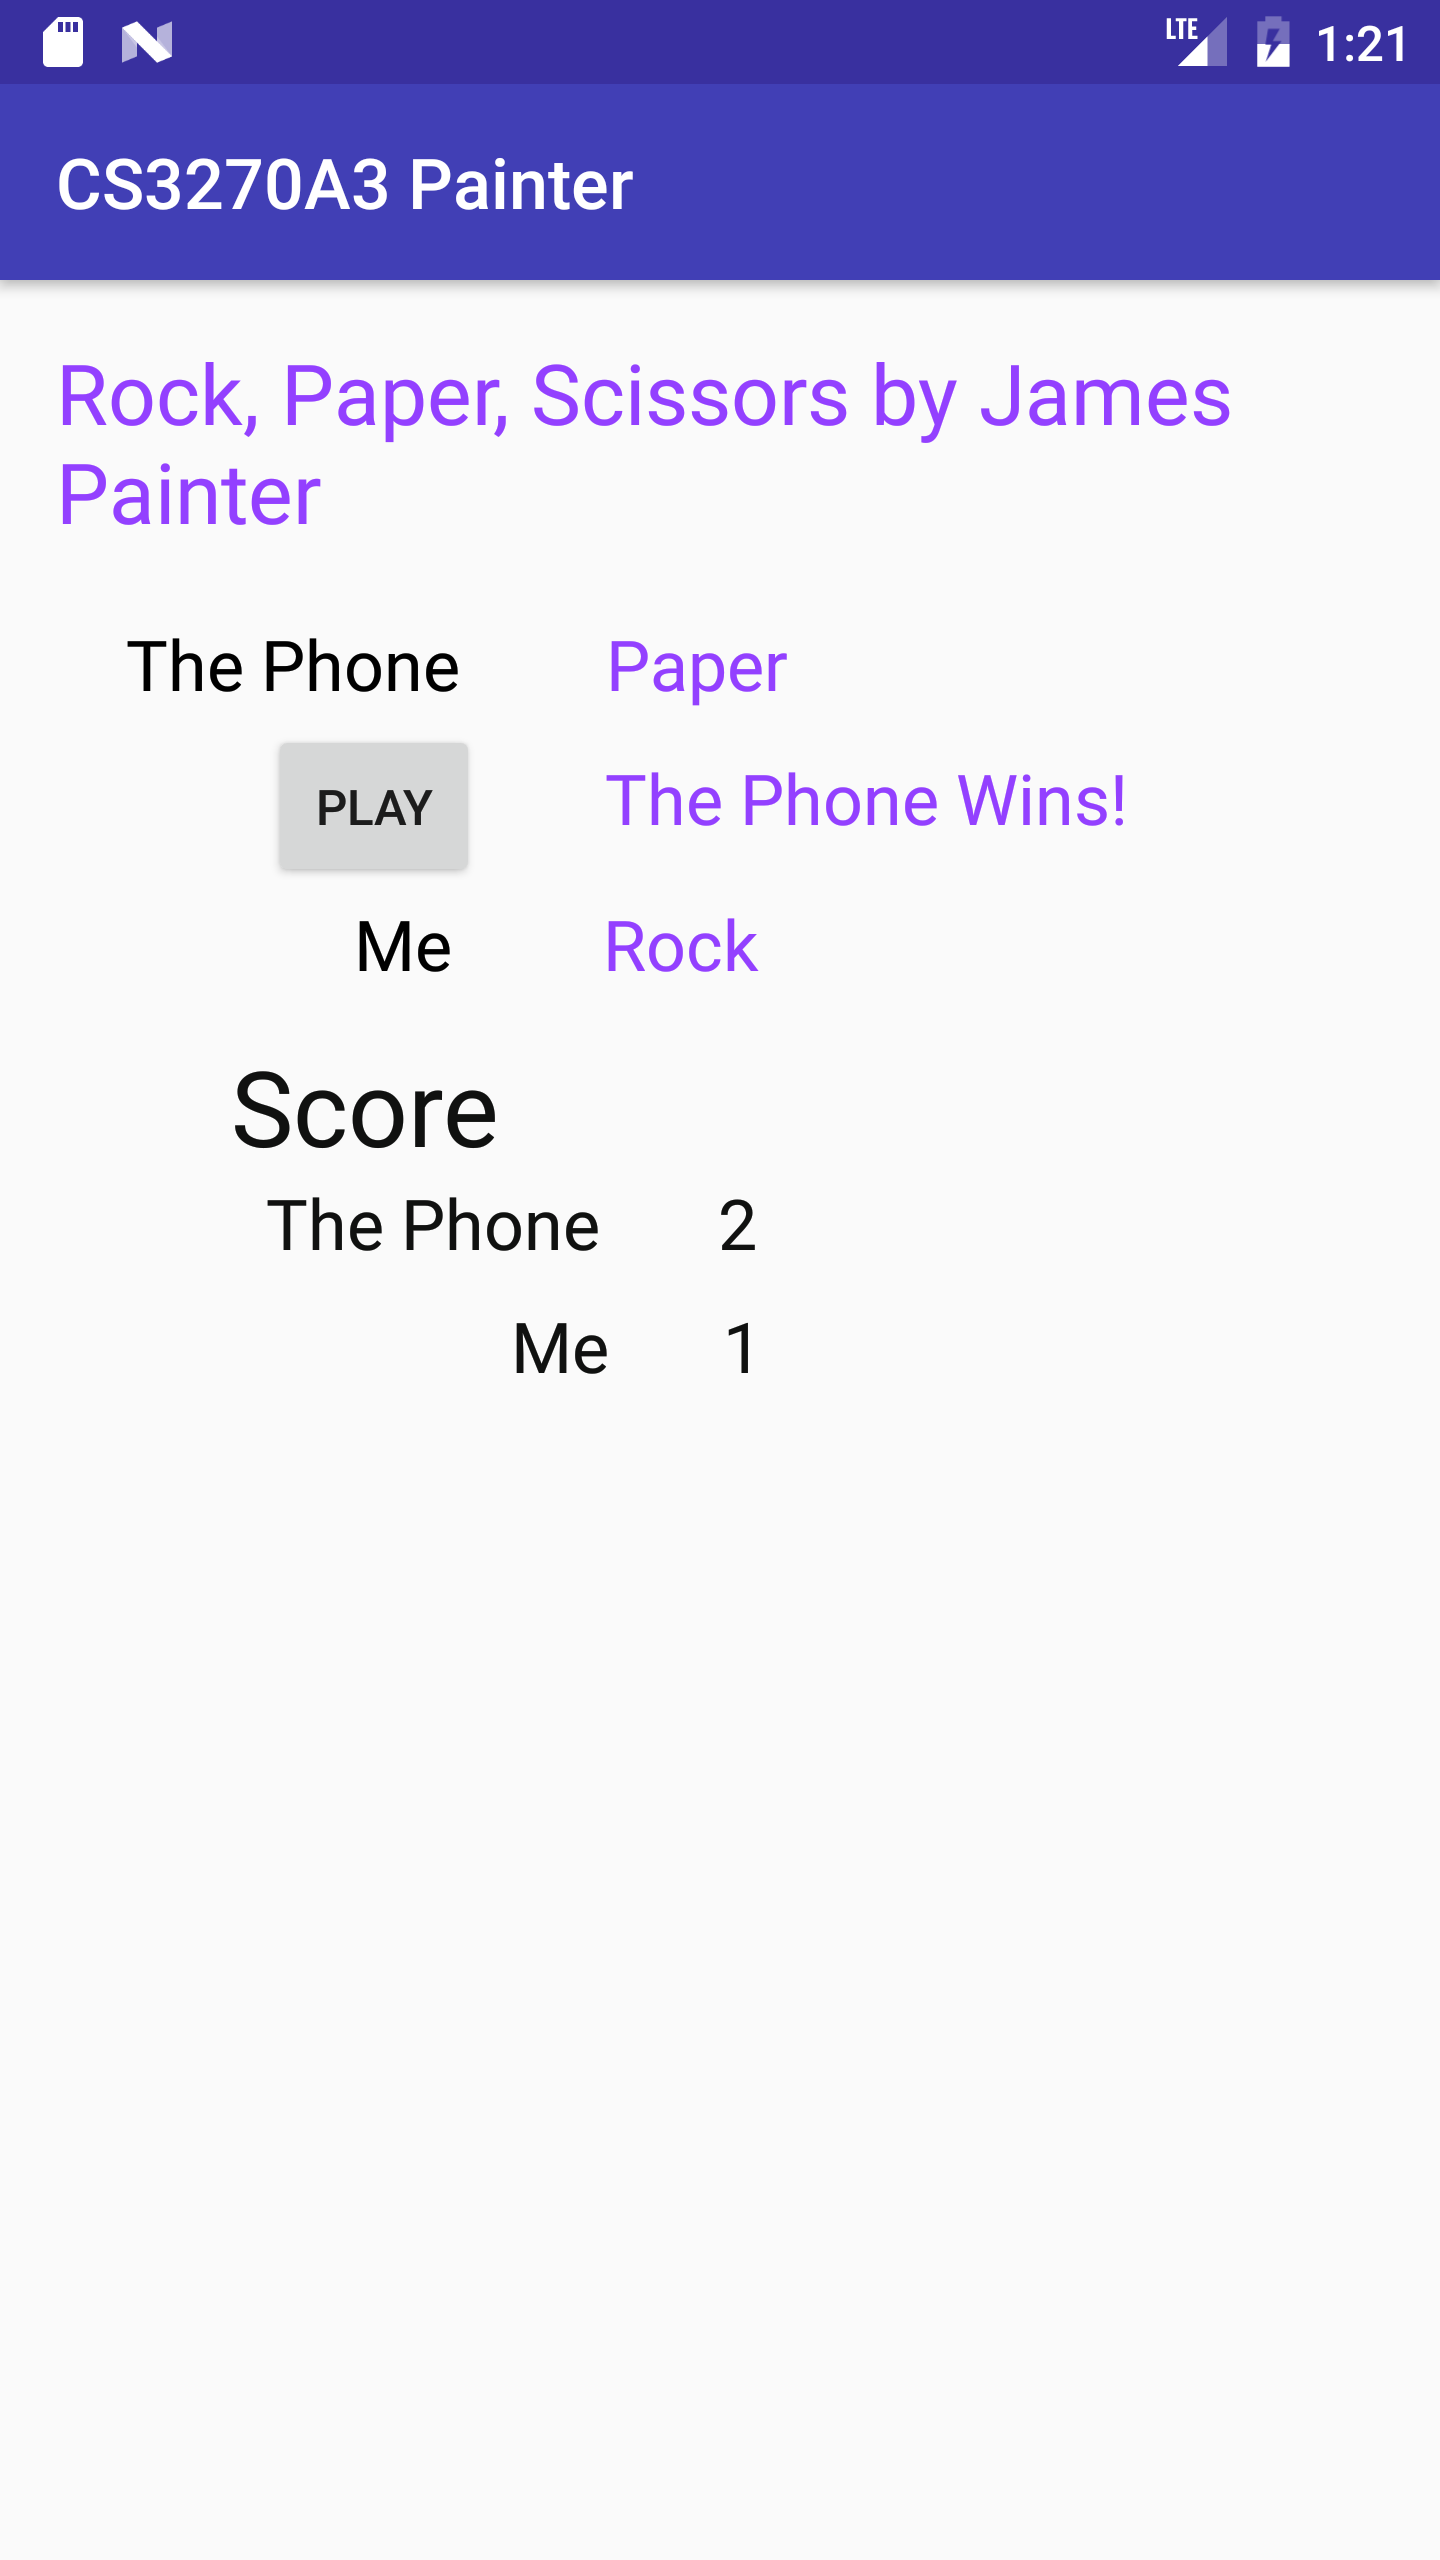 LTE 1:21
CS3270A3 Painter
Rock, Paper, Scissors by James
Painter
The Phone Paper
PLAY The Phone Wins!
Me Rock
Score
The Phone 2
Me 1